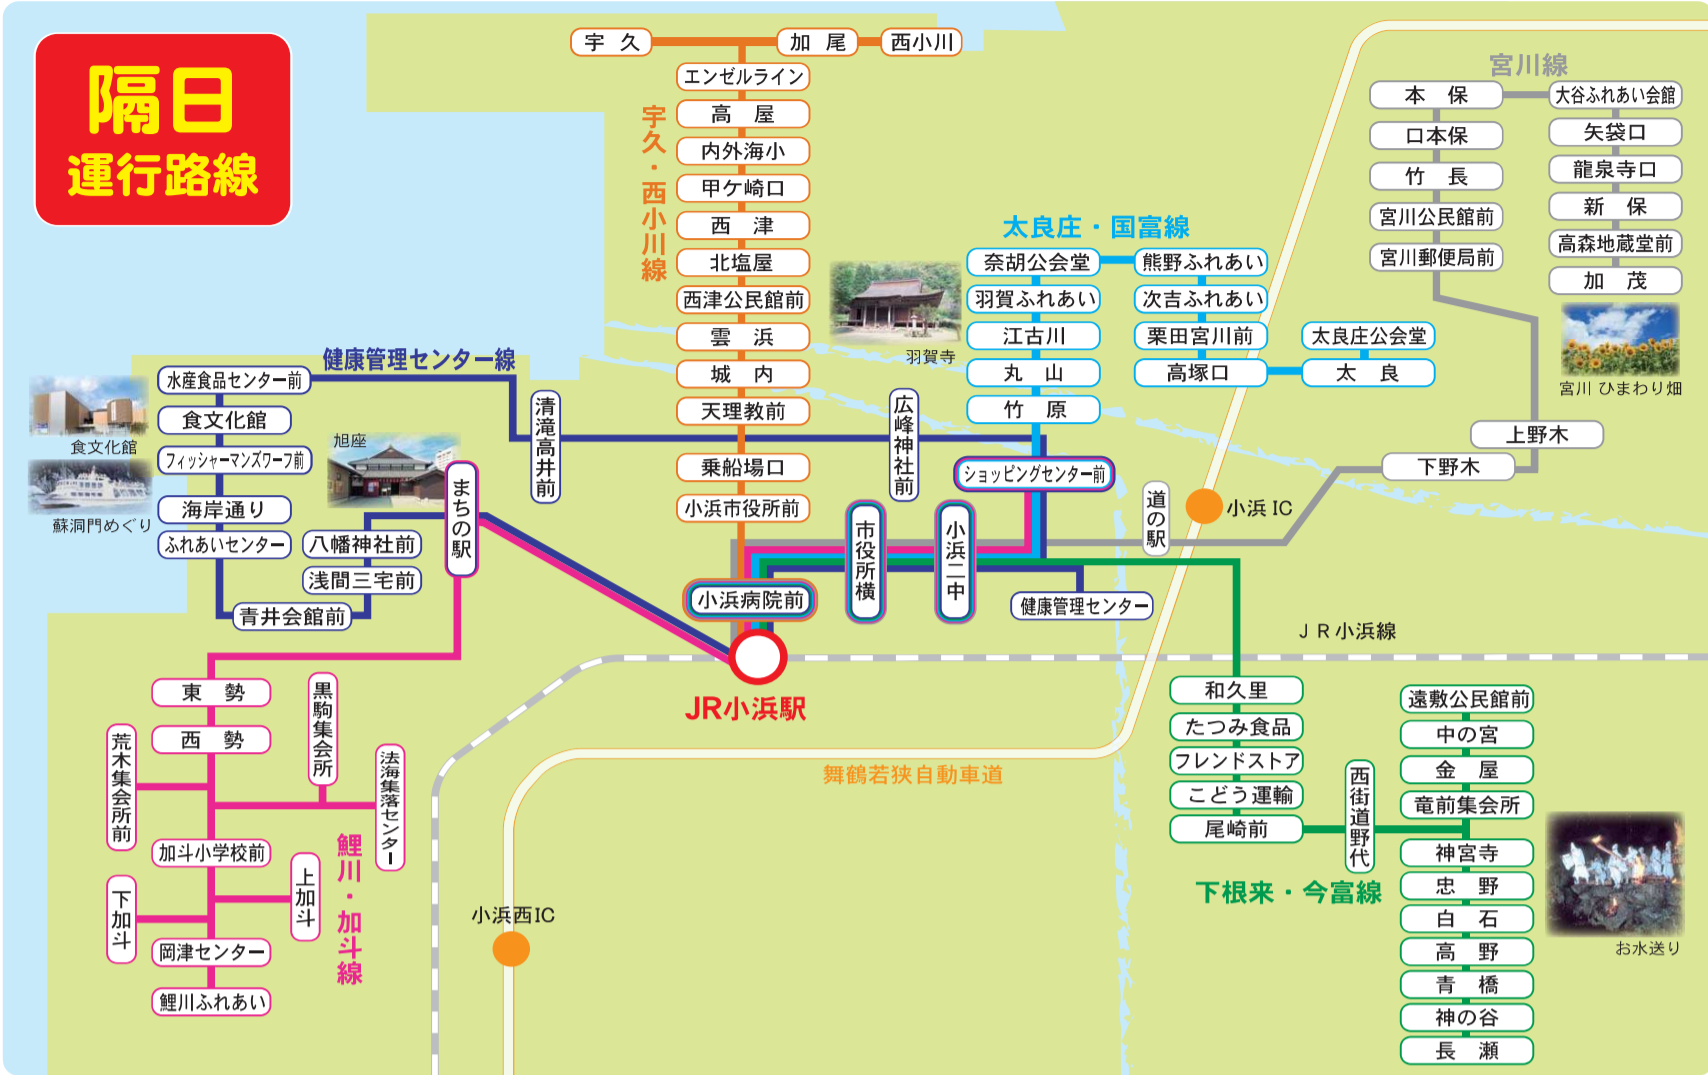 隔日
運行路線
宇久
加尾
西小川
エンゼルライン
高屋
内外海小
甲ケ崎口
西津
北塩屋
西津公民館前
雲浜
城内
天理教前
乗船場口
小浜市役所前
宇久・西小川線
宮川線
本保
口本保
竹長
宮川公民館前
宮川郵便局前
大谷ふれあい会館
矢袋口
龍泉寺口
新保
高森地蔵堂前
加茂
宮川 ひまわり畑
上野木
下野木
道の駅
小浜 IC
太良庄・国富線
奈胡公会堂
羽賀ふれあい
江古川
丸山
竹原
熊野ふれあい
次吉ふれあい
栗田宮川前
高塚口
太良庄公会堂
太良
羽賀寺
健康管理センター線
水産食品センター前
食文化館
フィッシャーマンズワーフ前
海岸通り
ふれあいセンター
青井会館前
浅間三宅前
八幡神社前
食文化館
蘇洞門めぐり
旭座
まちの駅
清滝高井前
広峰神社前
ショッピングセンター前
市役所横
小浜二中
小浜病院前
健康管理センター
JR小浜駅
JR小浜線
舞鶴若狭自動車道
小浜西IC
東勢
西勢
黒駒集会所
荒木集会所前
法海集落センター
加斗小学校前
上加斗
下加斗
岡津センター
鯉川ふれあい
鯉川・加斗線
和久里
たつみ食品
フレンドストア
こどう運輸
尾崎前
西街道野代
下根来・今富線
遠敷公民館前
中の宮
金屋
竜前集会所
神宮寺
忠野
白石
高野
青橋
神の谷
長瀬
お水送り